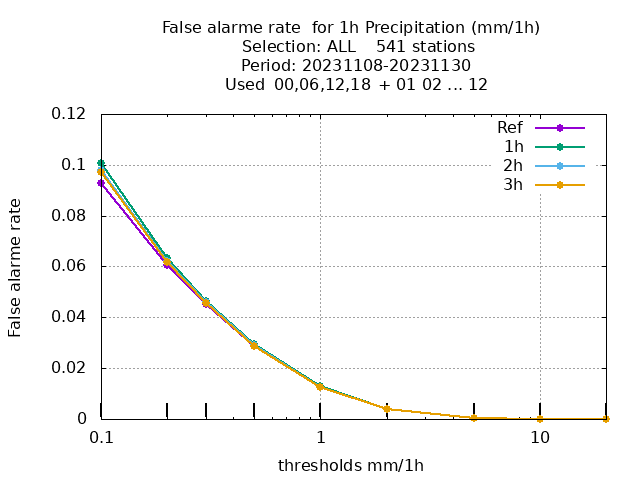 False alarme rate  for 1h Precipitation (mm/1h)
Selection: ALL    541 stations
Period: 20231108-20231130
Used  00,06,12,18  + 01 02 ... 12
0.12
0.1
0.08
0.06
0.04
0.02
0
False alarme rate
Ref
1h
2h
3h
0.1
1
10
thresholds mm/1h